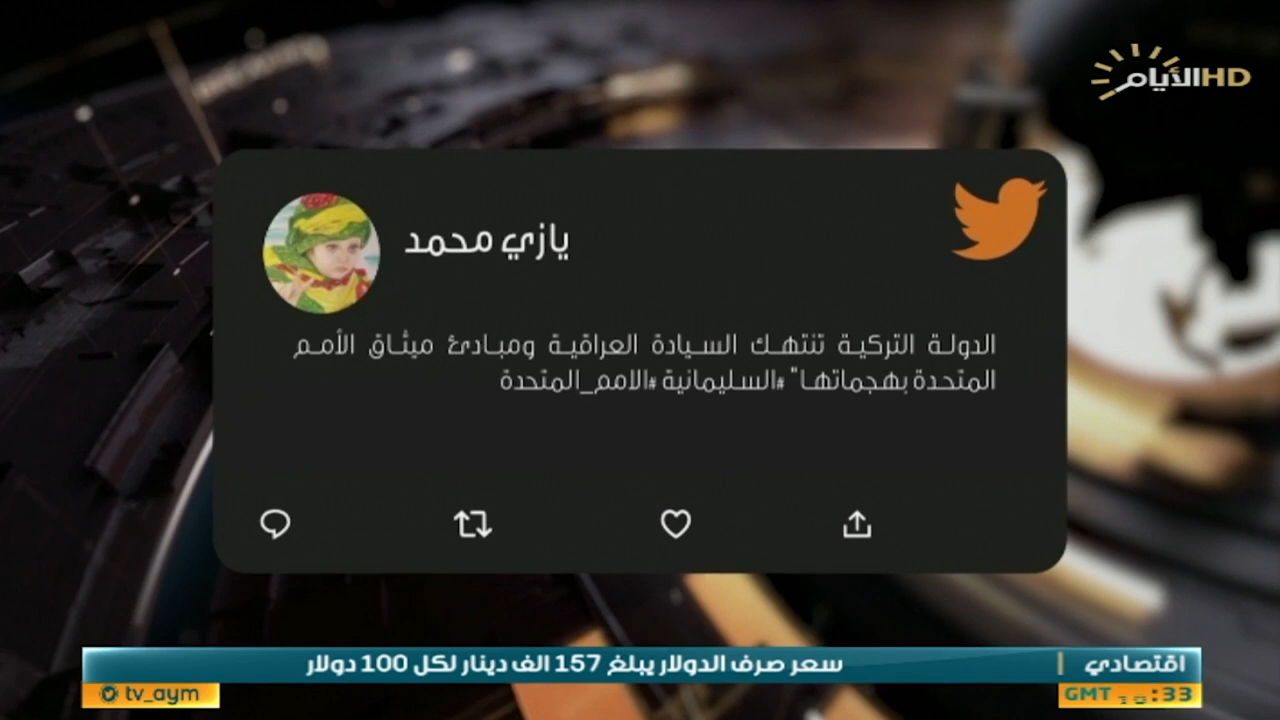 الأيام HD
يازي محمد
الدولة التركية تنتهك السيادة العراقية ومبادئ ميثاق الأمم
المتحدة بهجماتها" #السليمانية #الامم_المتحدة
اقتصادي | سعر صرف الدولار يبلغ 157 الف دينار لكل 100 دولار
tv_aym
GMT :33